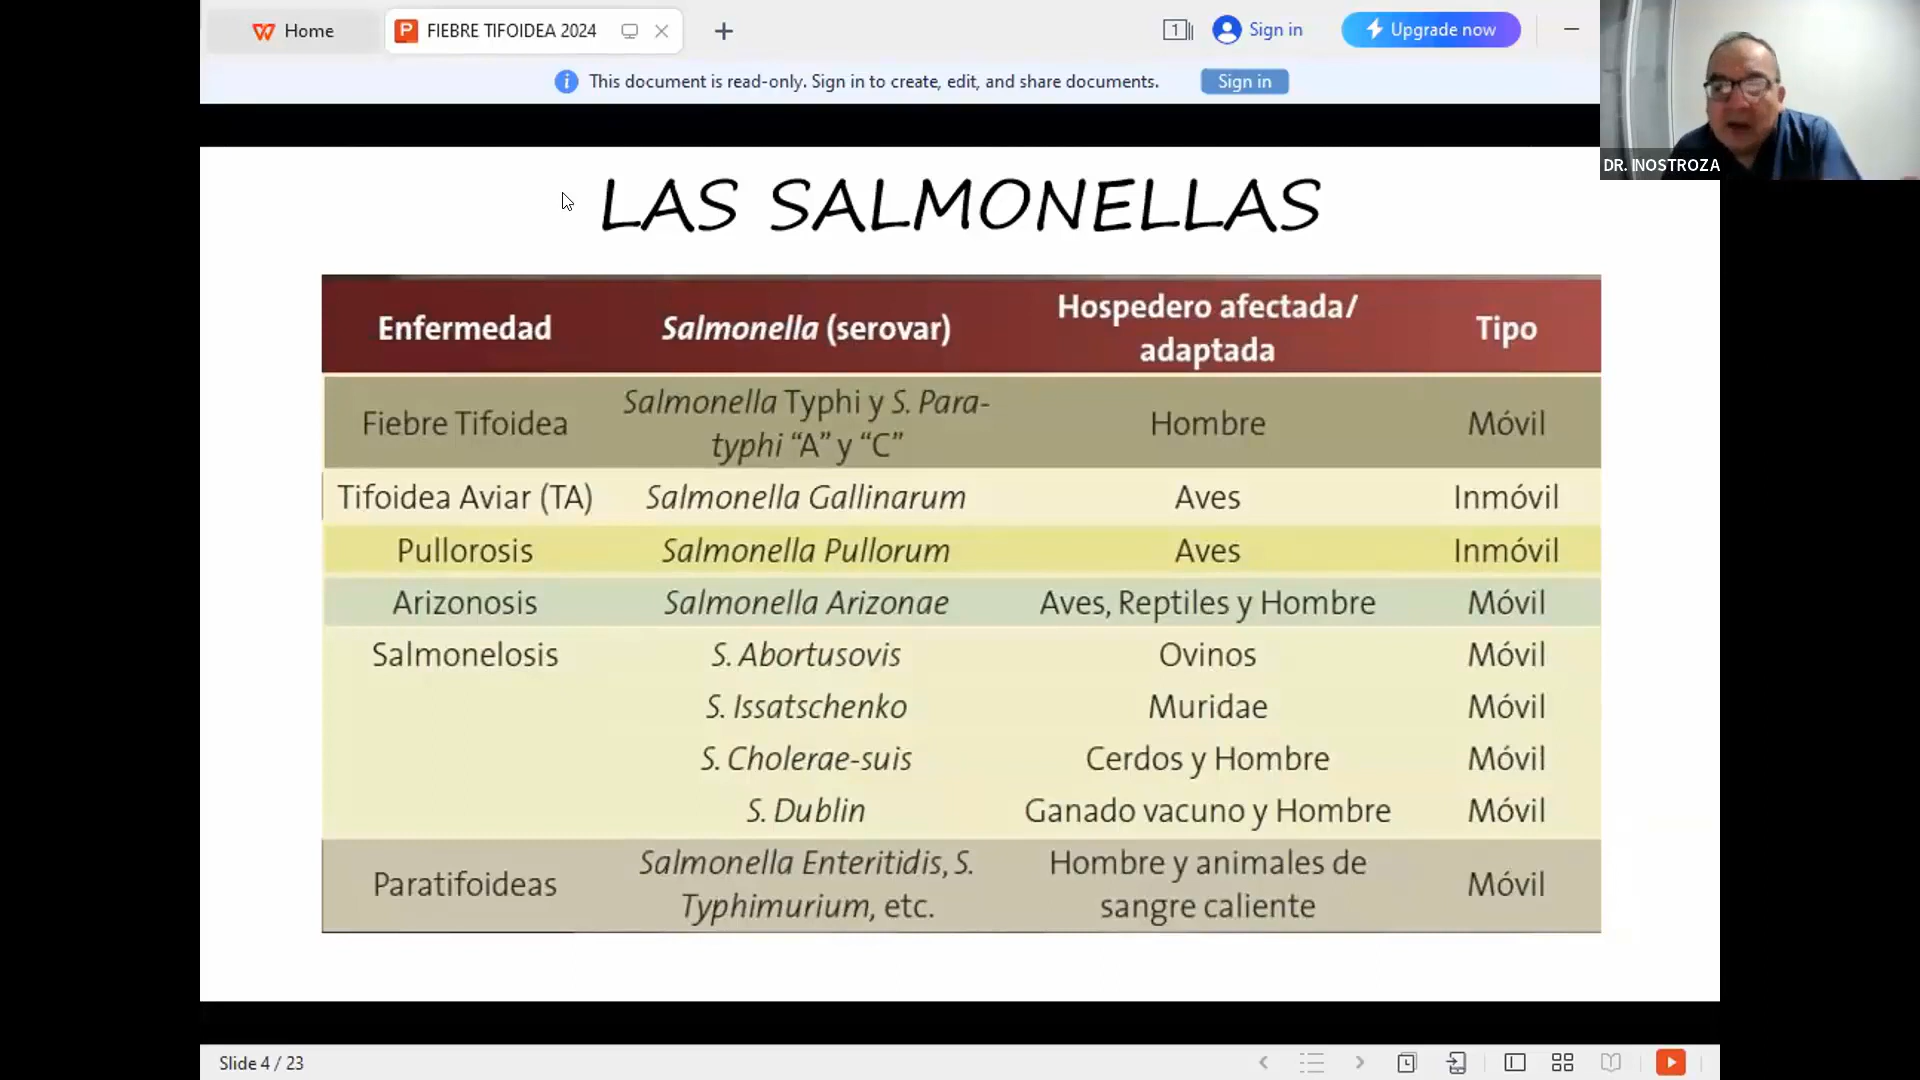 Home
FIEBRE TIFOIDEA 2024
1
Sign in
Upgrade now
This document is read-only. Sign in to create, edit, and share documents.
Sign in
DR. INOSTROZA
LAS SALMONELLAS
Enfermedad
Salmonella (serovar)
Hospedero afectada/
adaptada
Tipo
Fiebre Tifoidea
Salmonella Typhi y S. Para-
typhi “A” y “C”
Hombre
Móvil
Tifoidea Aviar (TA)
Salmonella Gallinarum
Aves
Inmóvil
Pullorosis
Salmonella Pullorum
Aves
Inmóvil
Arizonosis
Salmonella Arizonae
Aves, Reptiles y Hombre
Móvil
Salmonelosis
S. Abortusovis
Ovinos
Móvil
S. Issatschenko
Muridae
Móvil
S. Cholerae-suis
Cerdos y Hombre
Móvil
S. Dublin
Ganado vacuno y Hombre
Móvil
Paratifoideas
Salmonella Enteritidis, S.
Typhimurium, etc.
Hombre y animales de
sangre caliente
Móvil
Slide 4 / 23